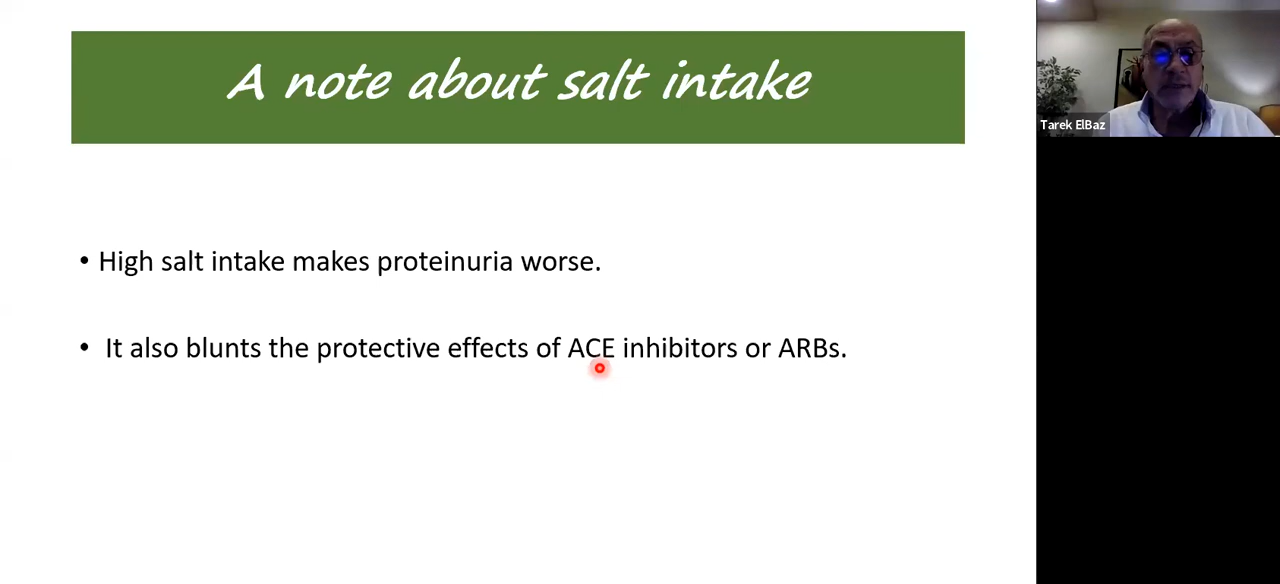 A note about salt intake
Tarek ElBaz
• High salt intake makes proteinuria worse.
• It also blunts the protective effects of ACE inhibitors or ARBs.